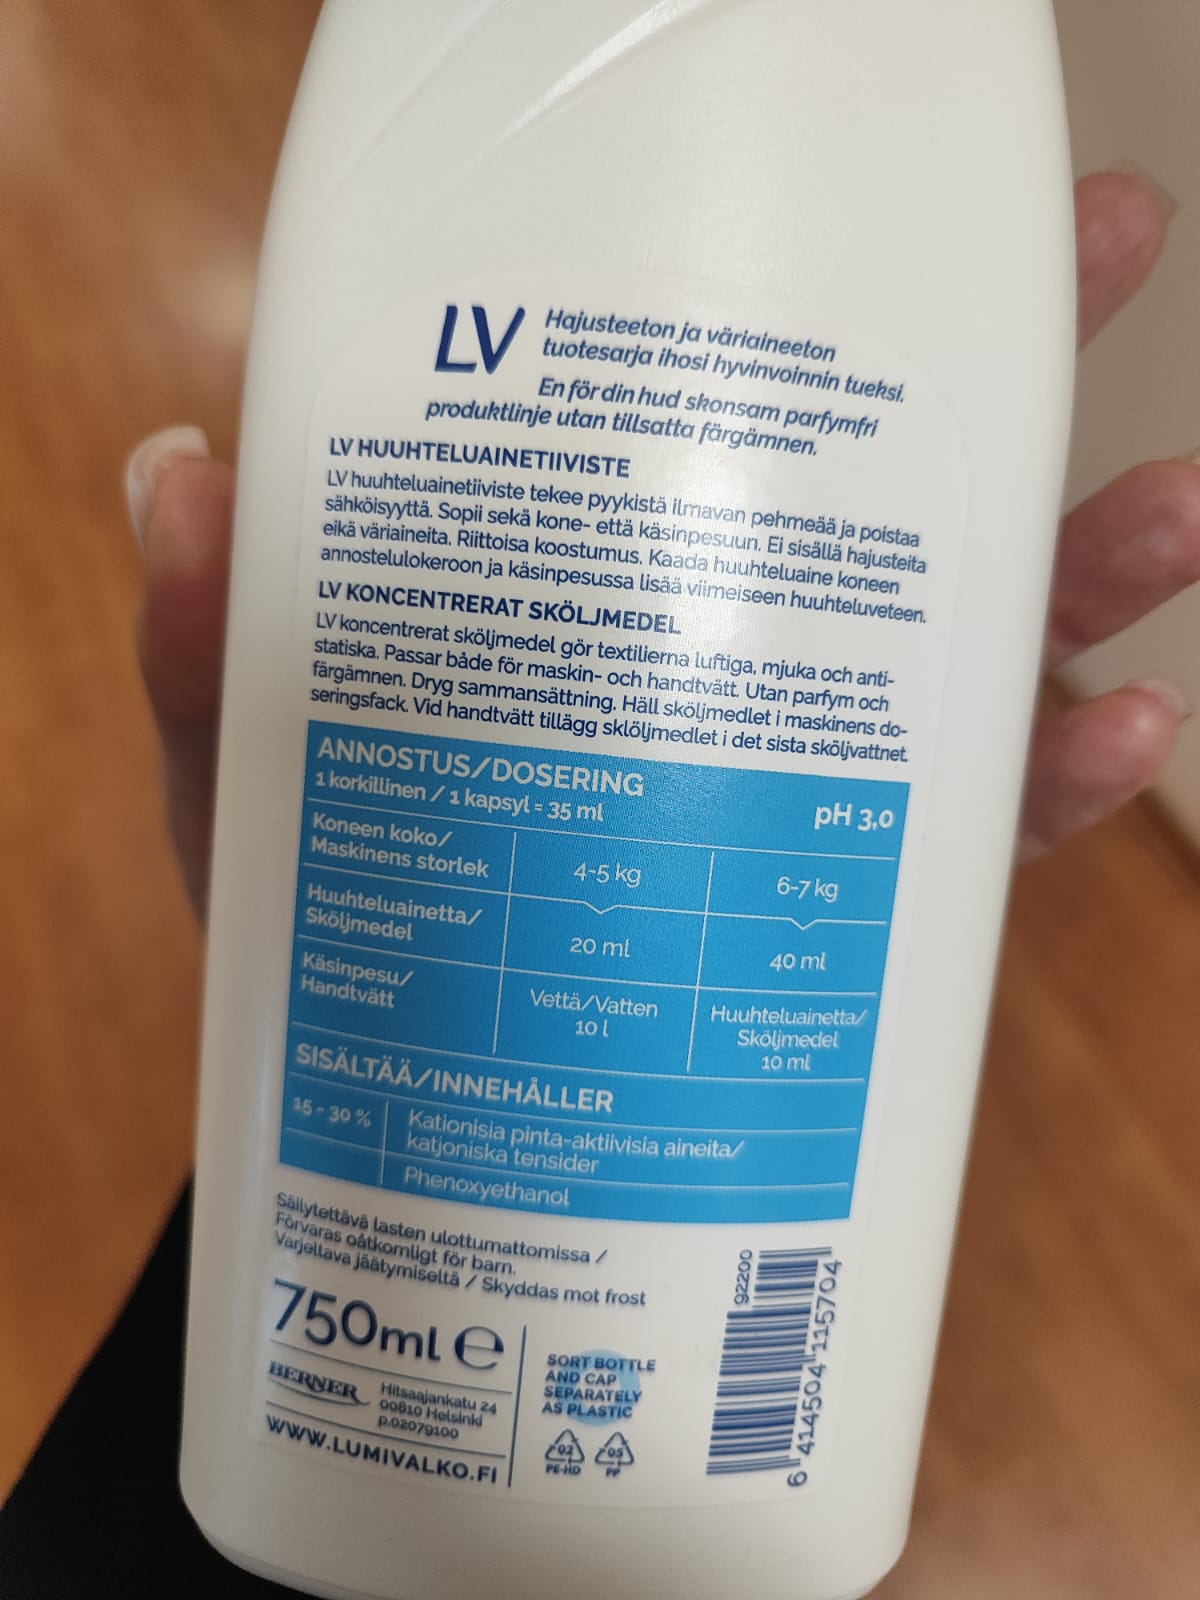 LV
Hajusteeton ja väriaineeton
tuotesarja ihosi hyvinvoinnin tueksi.
En för din hud skonsam parfymfri
produktlinje utan tillsatta färgämnen.
LV HUUHTELUAINETIIVISTE
LV huuhteluainetiiviste tekee pyykistä ilmavan pehmeää ja poistaa
sähköisyyttä. Sopii sekä kone- että käsinpesuun. Ei sisällä hajusteita
eikä väriaineita. Riittoisa koostumus. Kaada huuhteluaine koneen
annostelulokeroon ja käsinpesussa lisää viimeiseen huuhteluveteen.
LV KONCENTRERAT SKÖLJMEDEL
LV koncentrerat sköljmedel gör textilierna luftiga, mjuka och anti-
statiska. Passar både för maskin- och handtvätt. Utan parfym och
färgämnen. Dryg sammansättning. Häll sköljmedlet i maskinens do-
seringsfack. Vid handtvätt tillägg sklöljmedlet i det sista sköljvattnet.
ANNOSTUS/DOSERING
1 korkillinen / 1 kapsyl = 35 ml
pH 3,0
Koneen koko/
Maskinens storlek
4-5 kg
6-7 kg
Huuhteluainetta/
Sköljmedel
20 ml
40 ml
Käsinpesu/
Handtvätt
Vettä/Vatten
10 l
Huuhteluainetta/
Sköljmedel
10 ml
SISÄLTÄÄ/INNEHÅLLER
15 - 30 %
Kationisia pinta-aktiivisia aineita/
katjoniska tensider
Phenoxyethanol
Säilytettävä lasten ulottumattomissa /
Förvaras oåtkomligt för barn.
Varjeltava jäätymiseltä / Skyddas mot frost
750ml e
BERNER
Hitsaajankatu 24
00810 Helsinki
p.02079100
WWW.LUMIVALKO.FI
SORT BOTTLE
AND CAP
SEPARATELY
AS PLASTIC
02
PE-HD
05
PP
92200
6 414504 115704